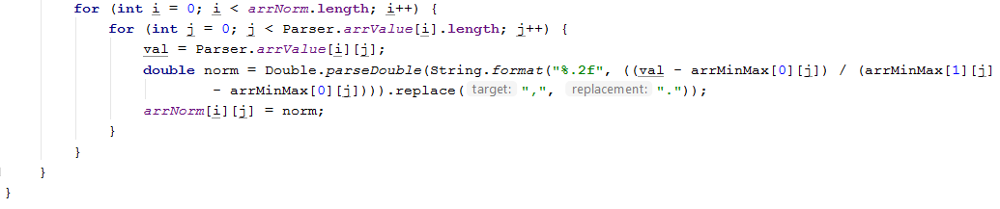 for (int i = 0; i < arrNorm.length; i++) {
for (int j = 0; j < Parser.arrValue[i].length; j++) {
val = Parser.arrValue[i][j];
double norm = Double.parseDouble(String.format("%.2f", ((val - arrMinMax[0][j]) / (arrMinMax[1][j]
- arrMinMax[0][j]))).replace( target: ",", replacement: "."));
arrNorm[i][j] = norm;
}
}
}
}